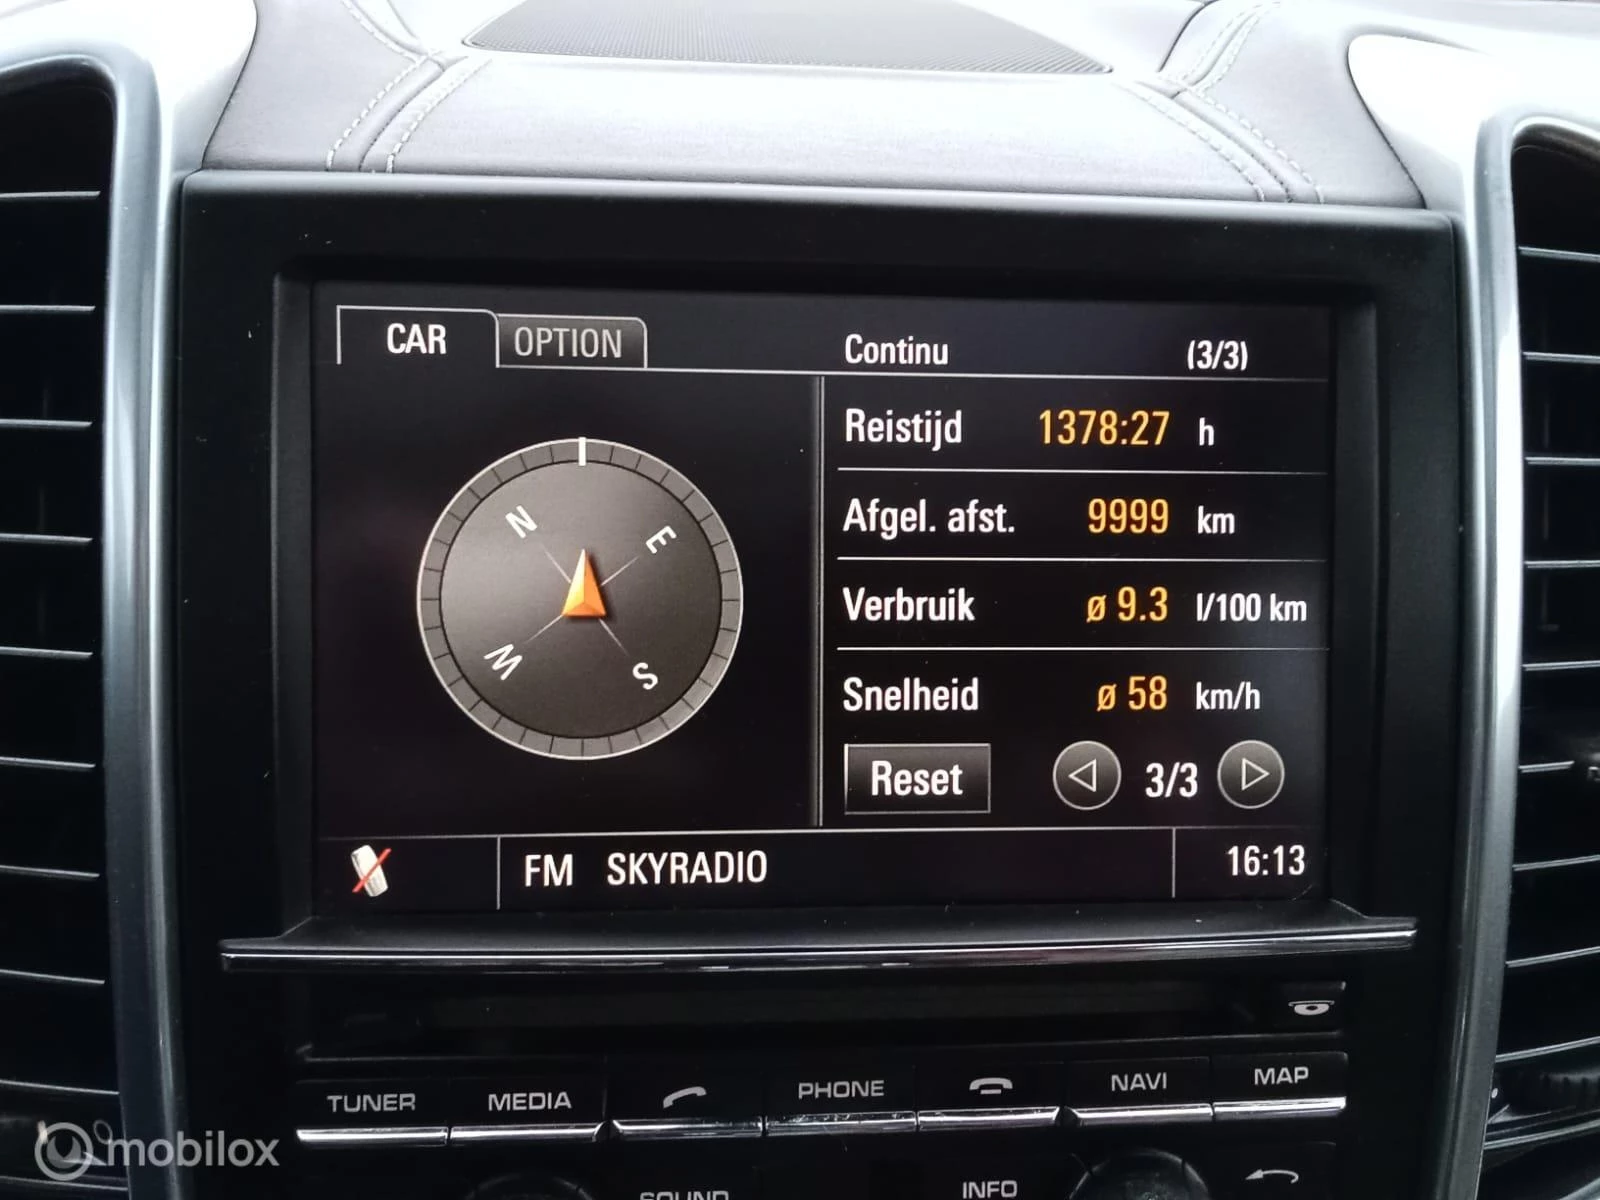 CAR OPTION Continu (3/3)
Reistijd 1378:27 h
Afgel. afst. 9999 km
Verbruik ø 9.3 l/100 km
Snelheid ø 58 km/h
Reset 3/3
N
E
W
S
FM SKYRADIO 16:13
TUNER MEDIA PHONE NAVI MAP
SOUND INFO
mobilox